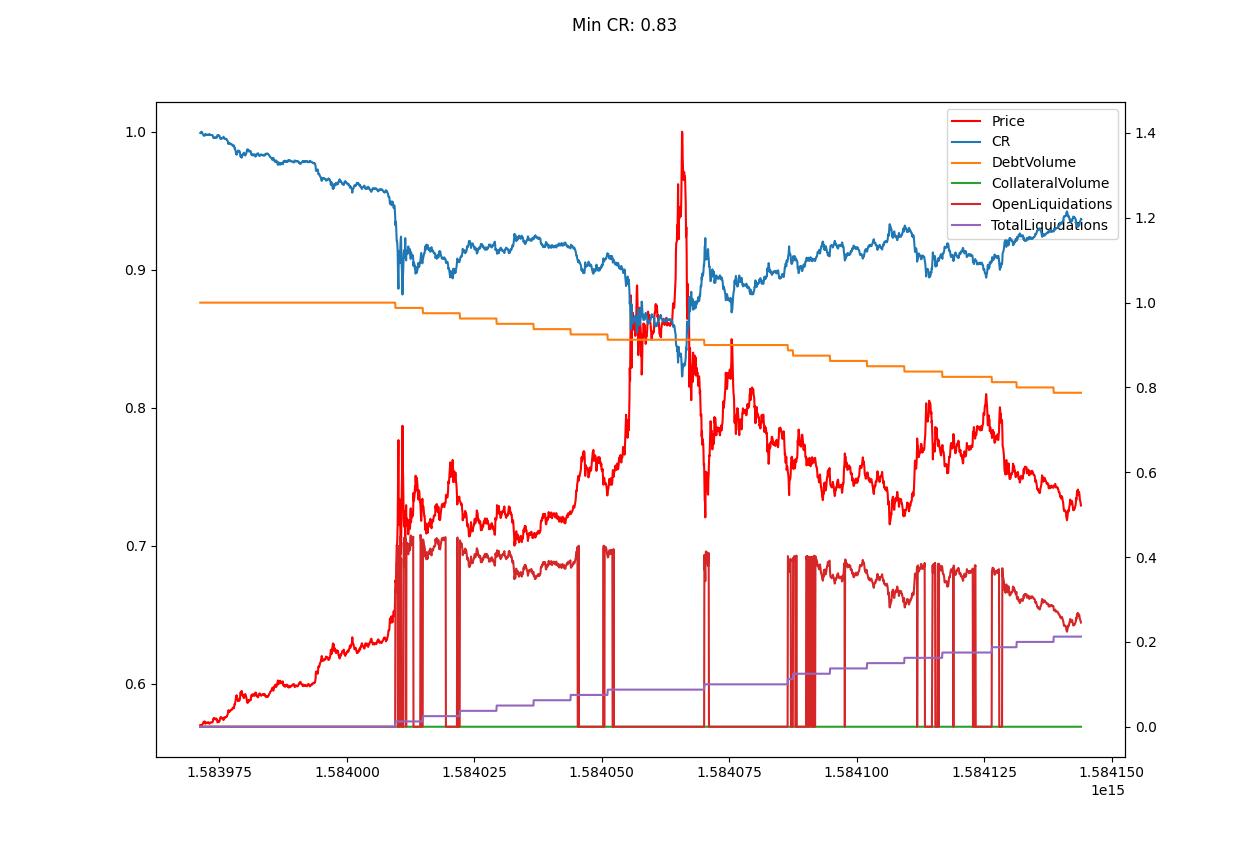 Min CR: 0.83
1.0
0.9
0.8
0.7
0.6
Price
CR
DebtVolume
CollateralVolume
OpenLiquidations
TotalLiquidations
1.4
1.2
1.0
0.8
0.6
0.4
0.2
0.0
1.583975 1.584000 1.584025 1.584050 1.584075 1.584100 1.584125 1.584150
1e15